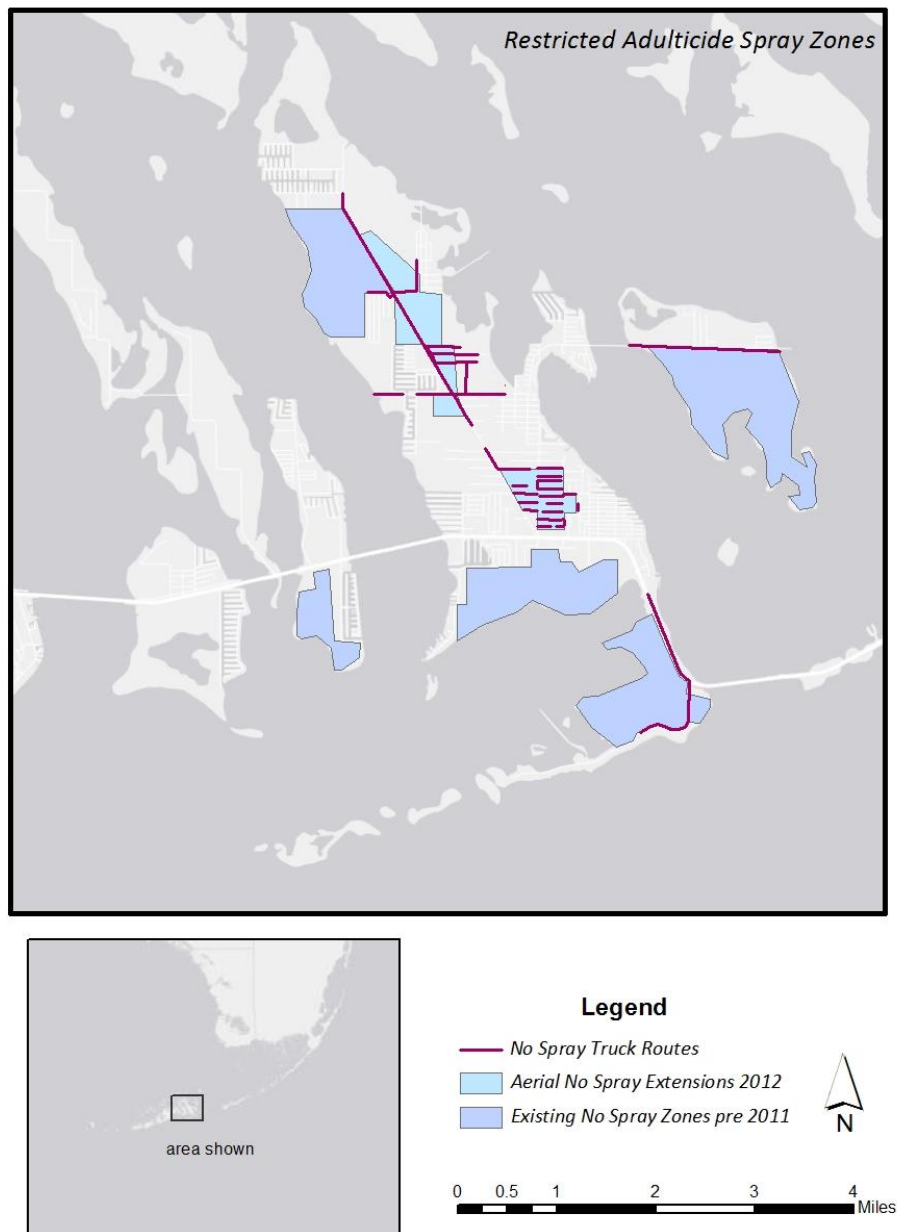 Restricted Adulticide Spray Zones
area shown
Legend
No Spray Truck Routes
Aerial No Spray Extensions 2012
Existing No Spray Zones pre 2011
N
0 0.5 1 2 3 4
Miles